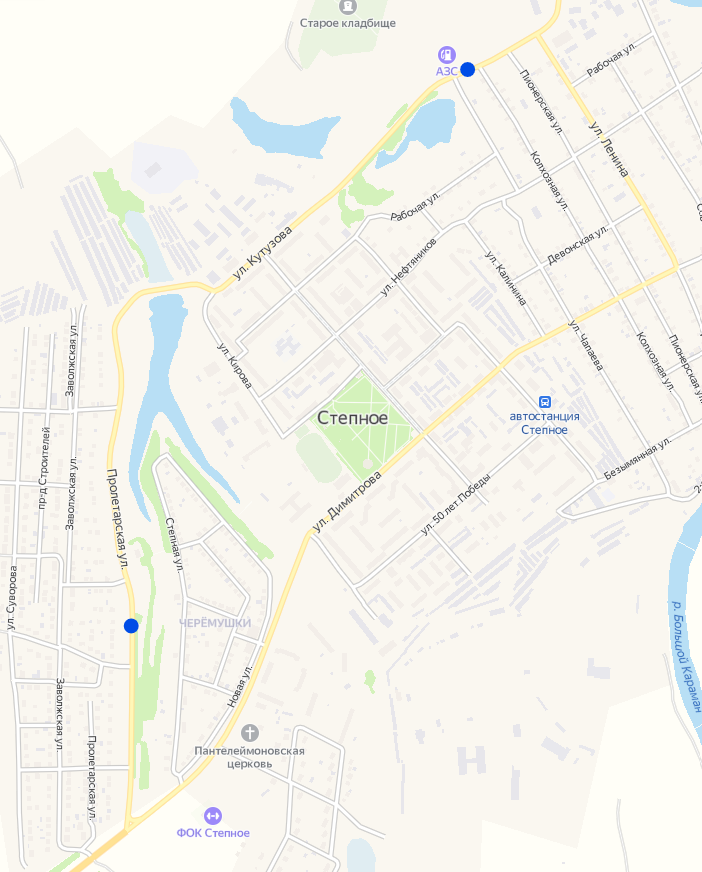 Старое кладбище
АЗС
Рабочая ул.
Пионерская ул.
ул. Ленина
Колхозная ул.
Рабочая ул.
ул. Кутузова
ул. Нефтяников
Девонская ул.
ул. Калинина
Заволжская ул.
ул. Кирова
ул. Чапаева
Колхозная ул.
Пионерская ул.
Степное
автостанция
Степное
пр-д Строителей
Заволжская ул.
Безымянная ул.
Пролетарская ул.
ул. Димитрова
ул. 50 лет Победы
Степная ул.
ул. Суворова
ЧЕРЁМУШКИ
р. Большой Караман
Новая ул.
Заволжская ул.
Пантелеймоновская
церковь
Пролетарская ул.
ФОК Степное